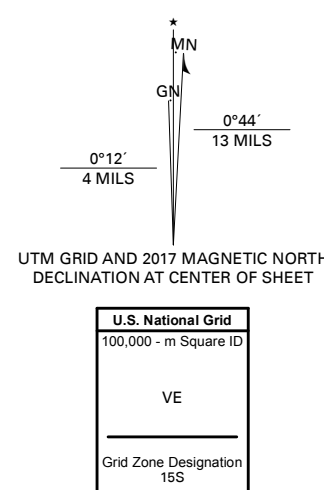 ★
MN
GN
0°44´
13 MILS
0°12´
4 MILS
UTM GRID AND 2017 MAGNETIC NORTH
DECLINATION AT CENTER OF SHEET
U.S. National Grid
100,000 - m Square ID
VE
Grid Zone Designation
15S